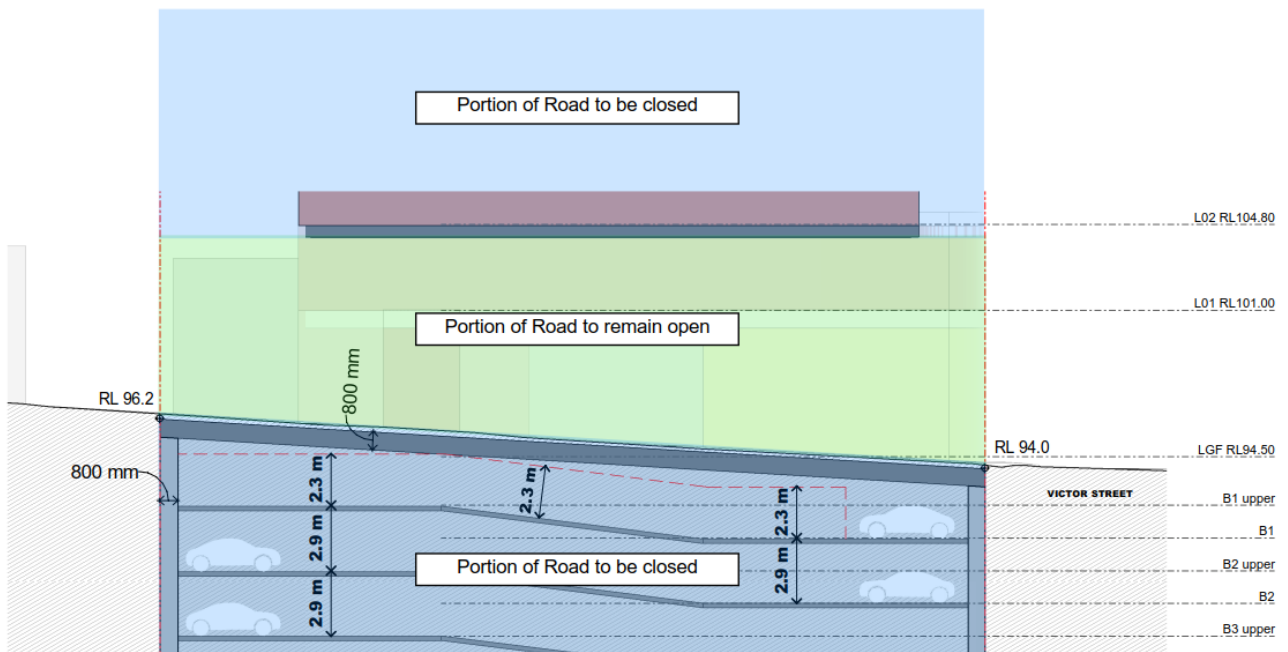 Portion of Road to be closed
L02 RL104.80
L01 RL101.00
Portion of Road to remain open
800 mm
RL 96.2
RL 94.0
LGF RL94.50
800 mm
2.3 m
2.3 m
2.3 m
VICTOR STREET
B1 upper
B1
2.9 m
2.9 m
Portion of Road to be closed
B2 upper
B2
2.9 m
B3 upper